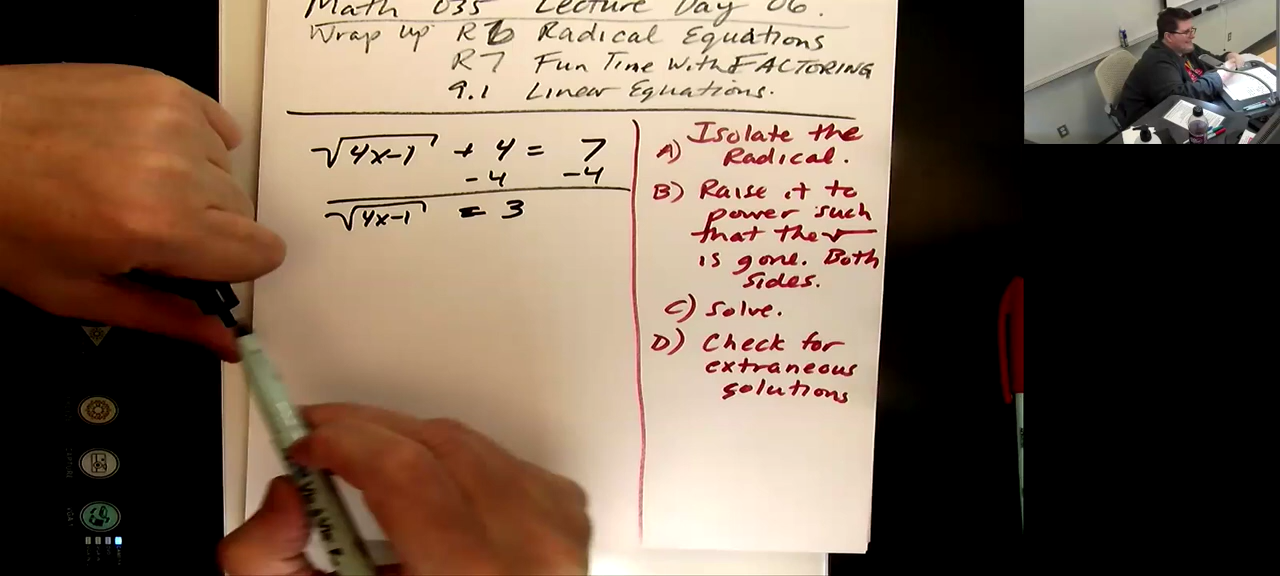 Math 035 Lecture Day 06.
Wrap up R6 Radical Equations
R7 Fun Time With FACTORING
9.1 Linear Equations.
√(4x-1) + 4 = 7
-4 -4
√(4x-1) = 3
A) Isolate the
Radical.
B) Raise it to
power such
that the √
is gone. Both
sides.
C) Solve.
D) Check for
extraneous
solutions